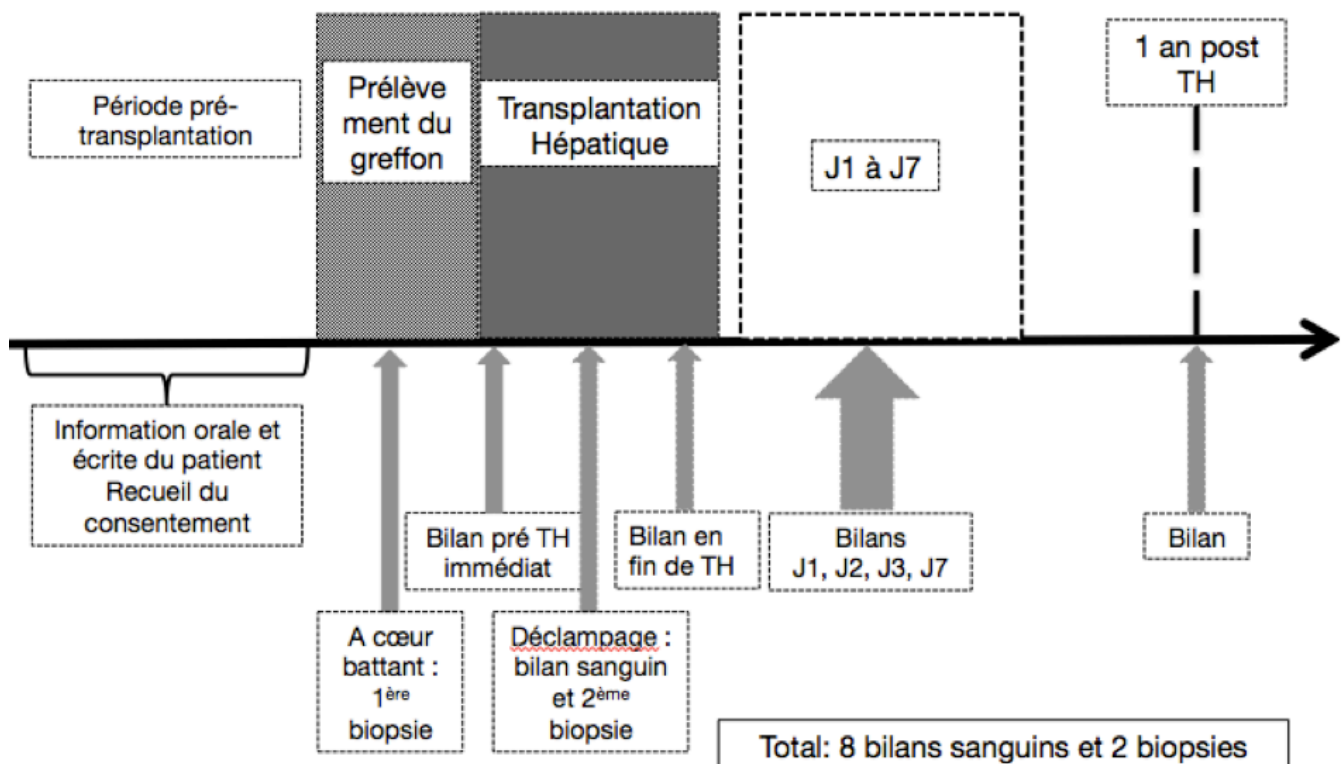 Période pré-
transplantation
Prélève
ment du
greffon
Transplantation
Hépatique
J1 à J7
1 an post
TH
Information orale et
écrite du patient
Recueil du
consentement
Bilan pré TH
immédiat
Bilan en
fin de TH
Bilans
J1, J2, J3, J7
Bilan
A cœur
battant :
1ère
biopsie
Déclampage :
bilan sanguin
et 2ème
biopsie
Total: 8 bilans sanguins et 2 biopsies